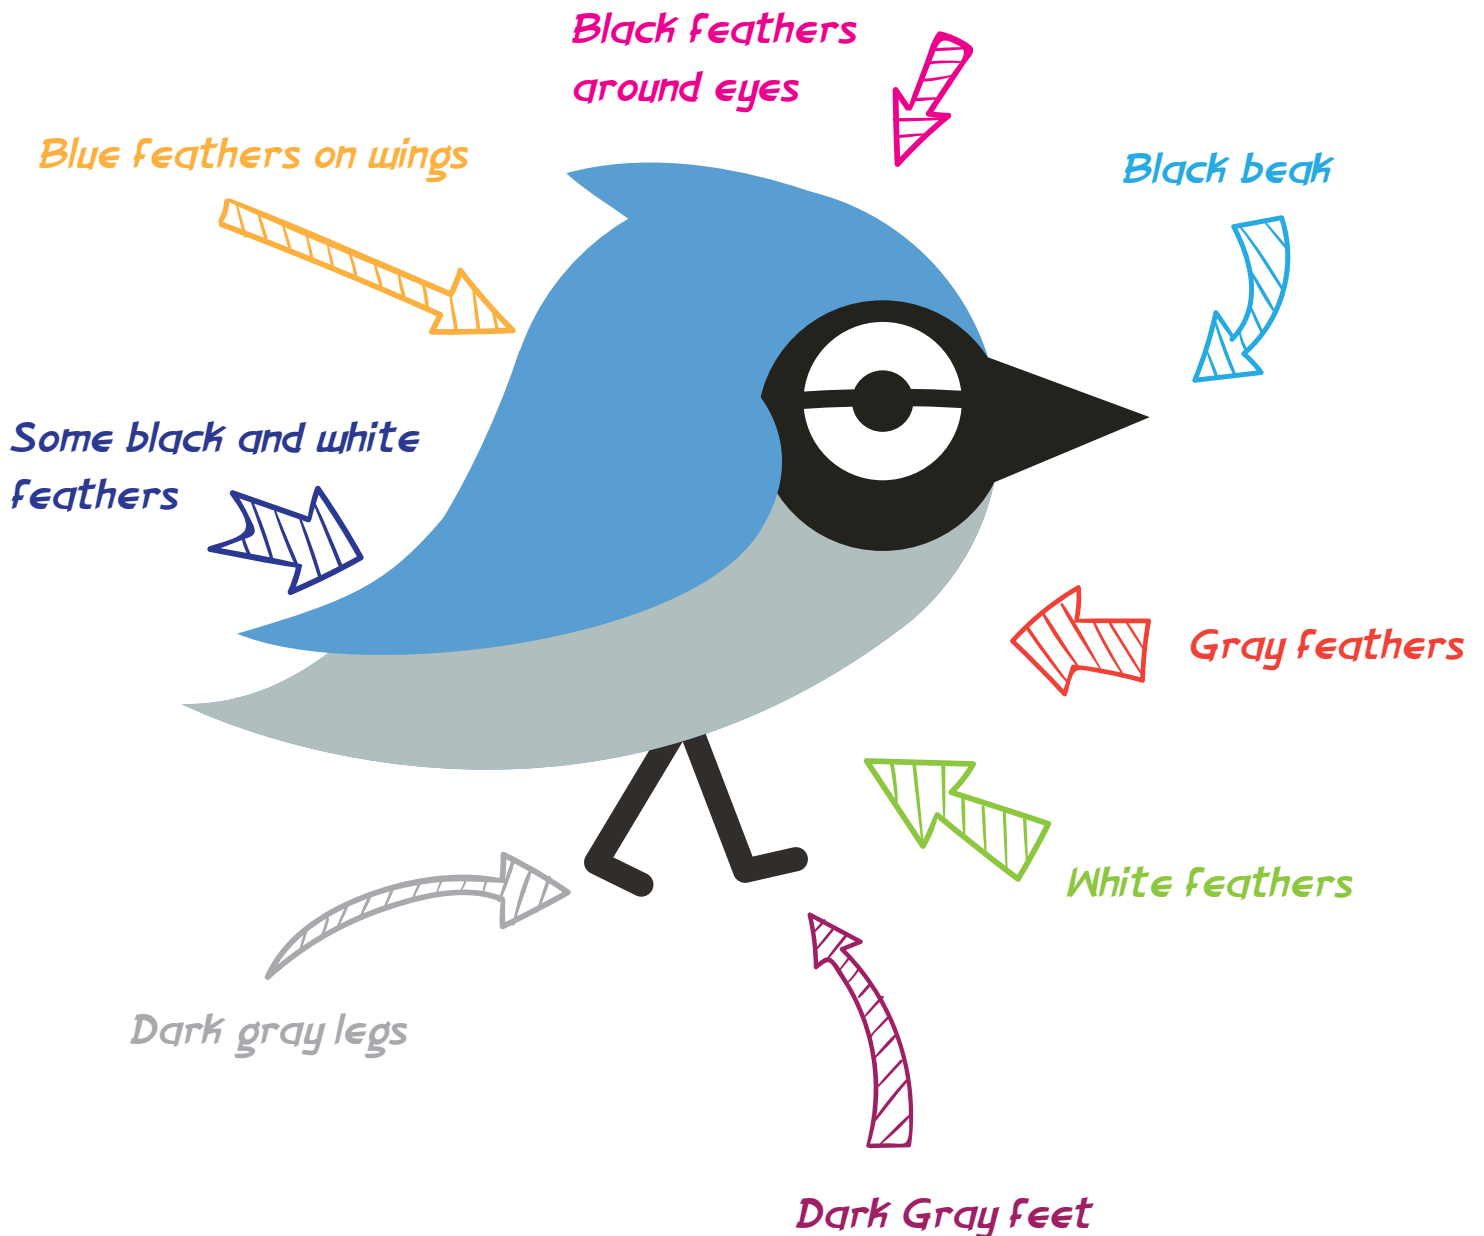 Black feathers
around eyes
Blue feathers on wings
Black beak
Some black and white
feathers
Gray feathers
White feathers
Dark gray legs
Dark Gray feet